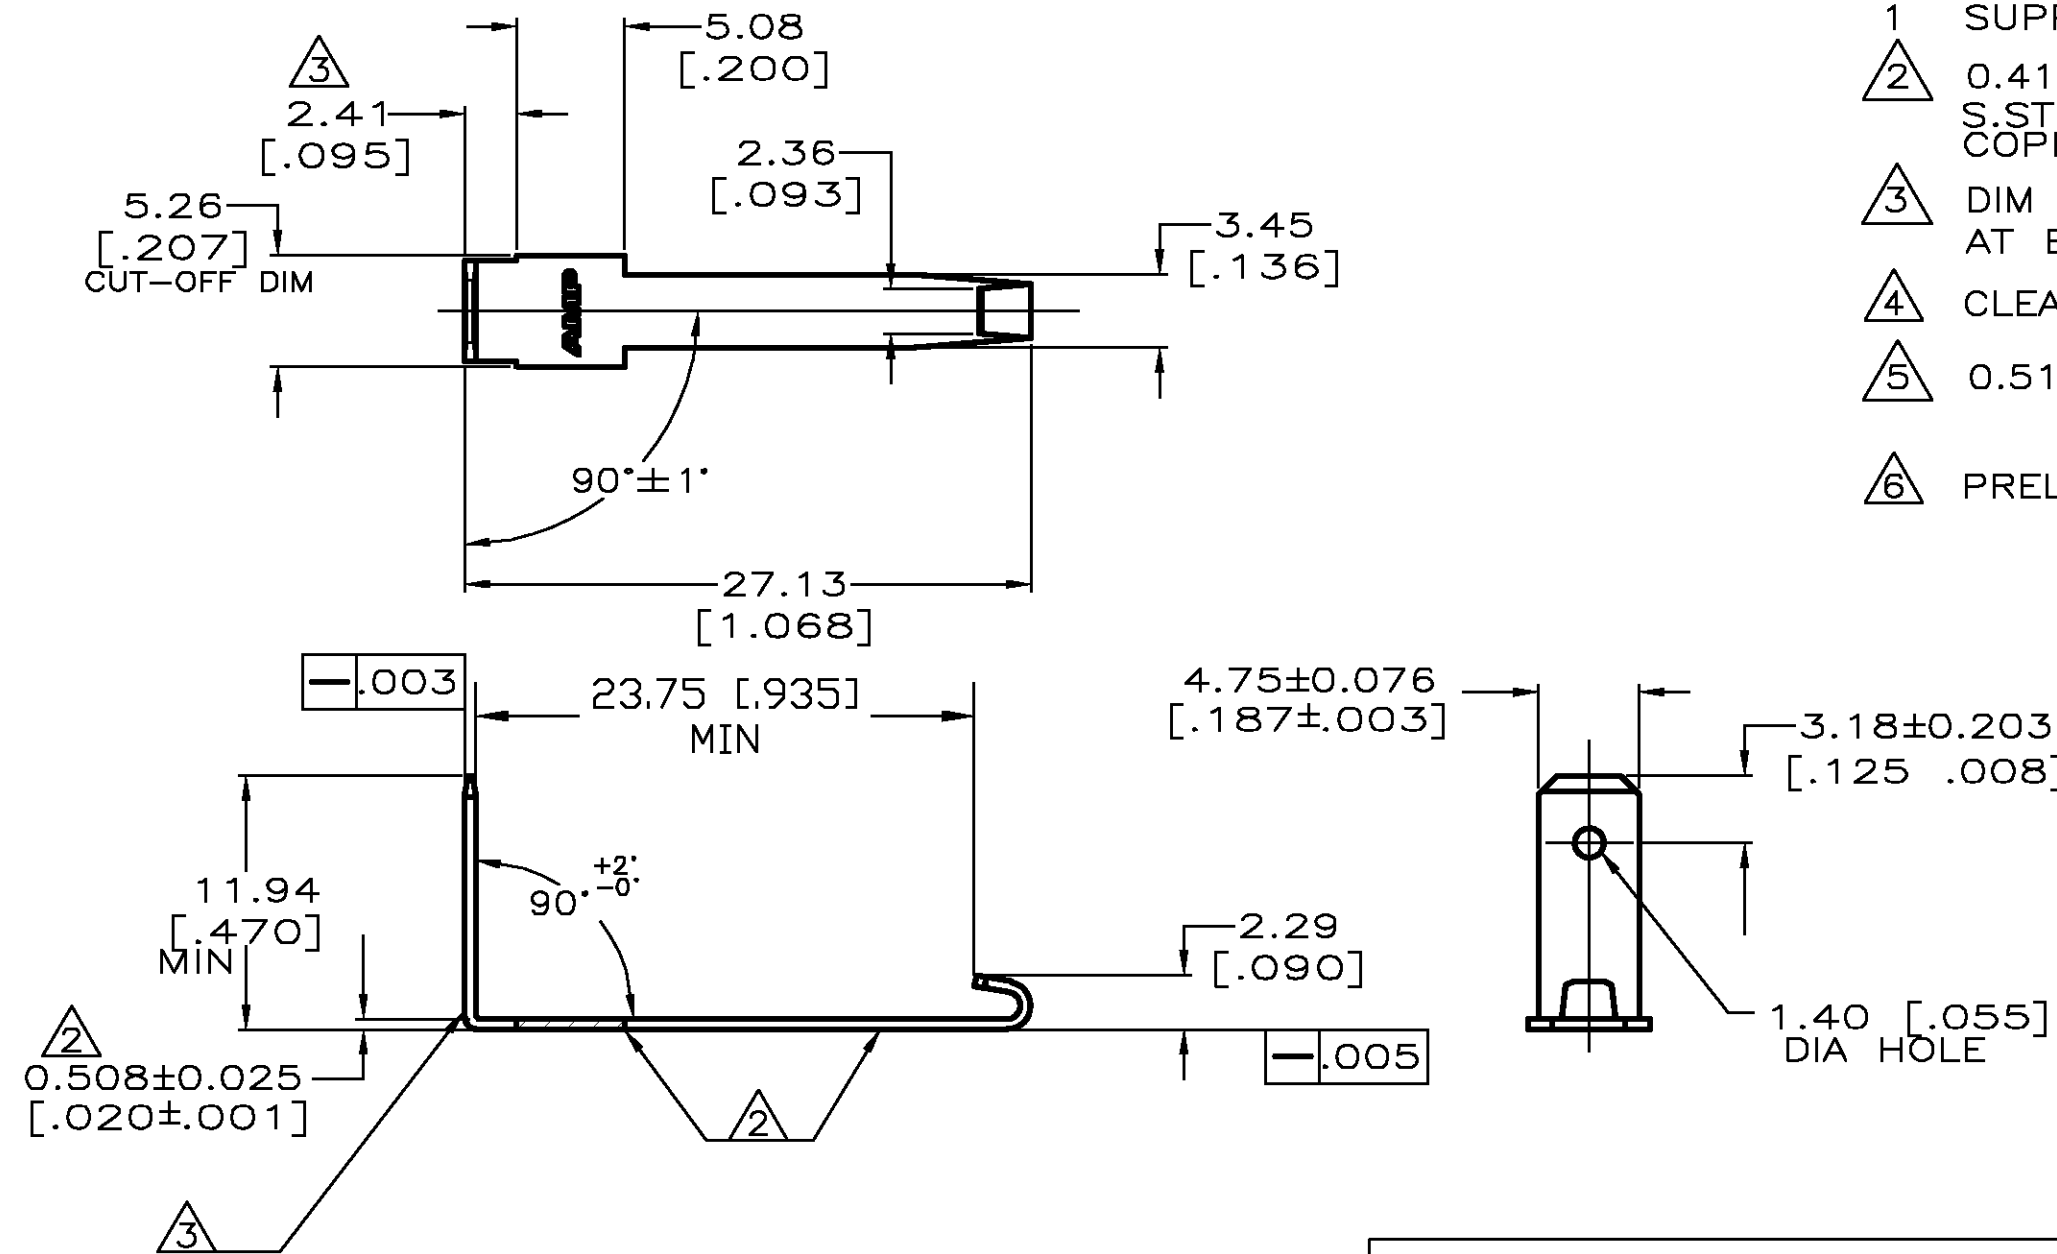 5.08
[.200]
3
2.41
[.095]
2.36
[.093]
5.26
[.207]
CUT-OFF DIM
3.45
[.136]
AMP
90°±1°
27.13
[1.068]
1 SUPP
2 0.41
S.ST
COP
3 DIM
AT E
4 CLEA
5 0.51
6 PREL
.003
23.75 [.935]
MIN
4.75±0.076
[.187±.003]
3.18±0.203
[.125 .008]
11.94
[.470]
MIN
90° +2° -0°
2.29
[.090]
.005
2
0.508±0.025
[.020±.001]
2
1.40 [.055]
DIA HOLE
3